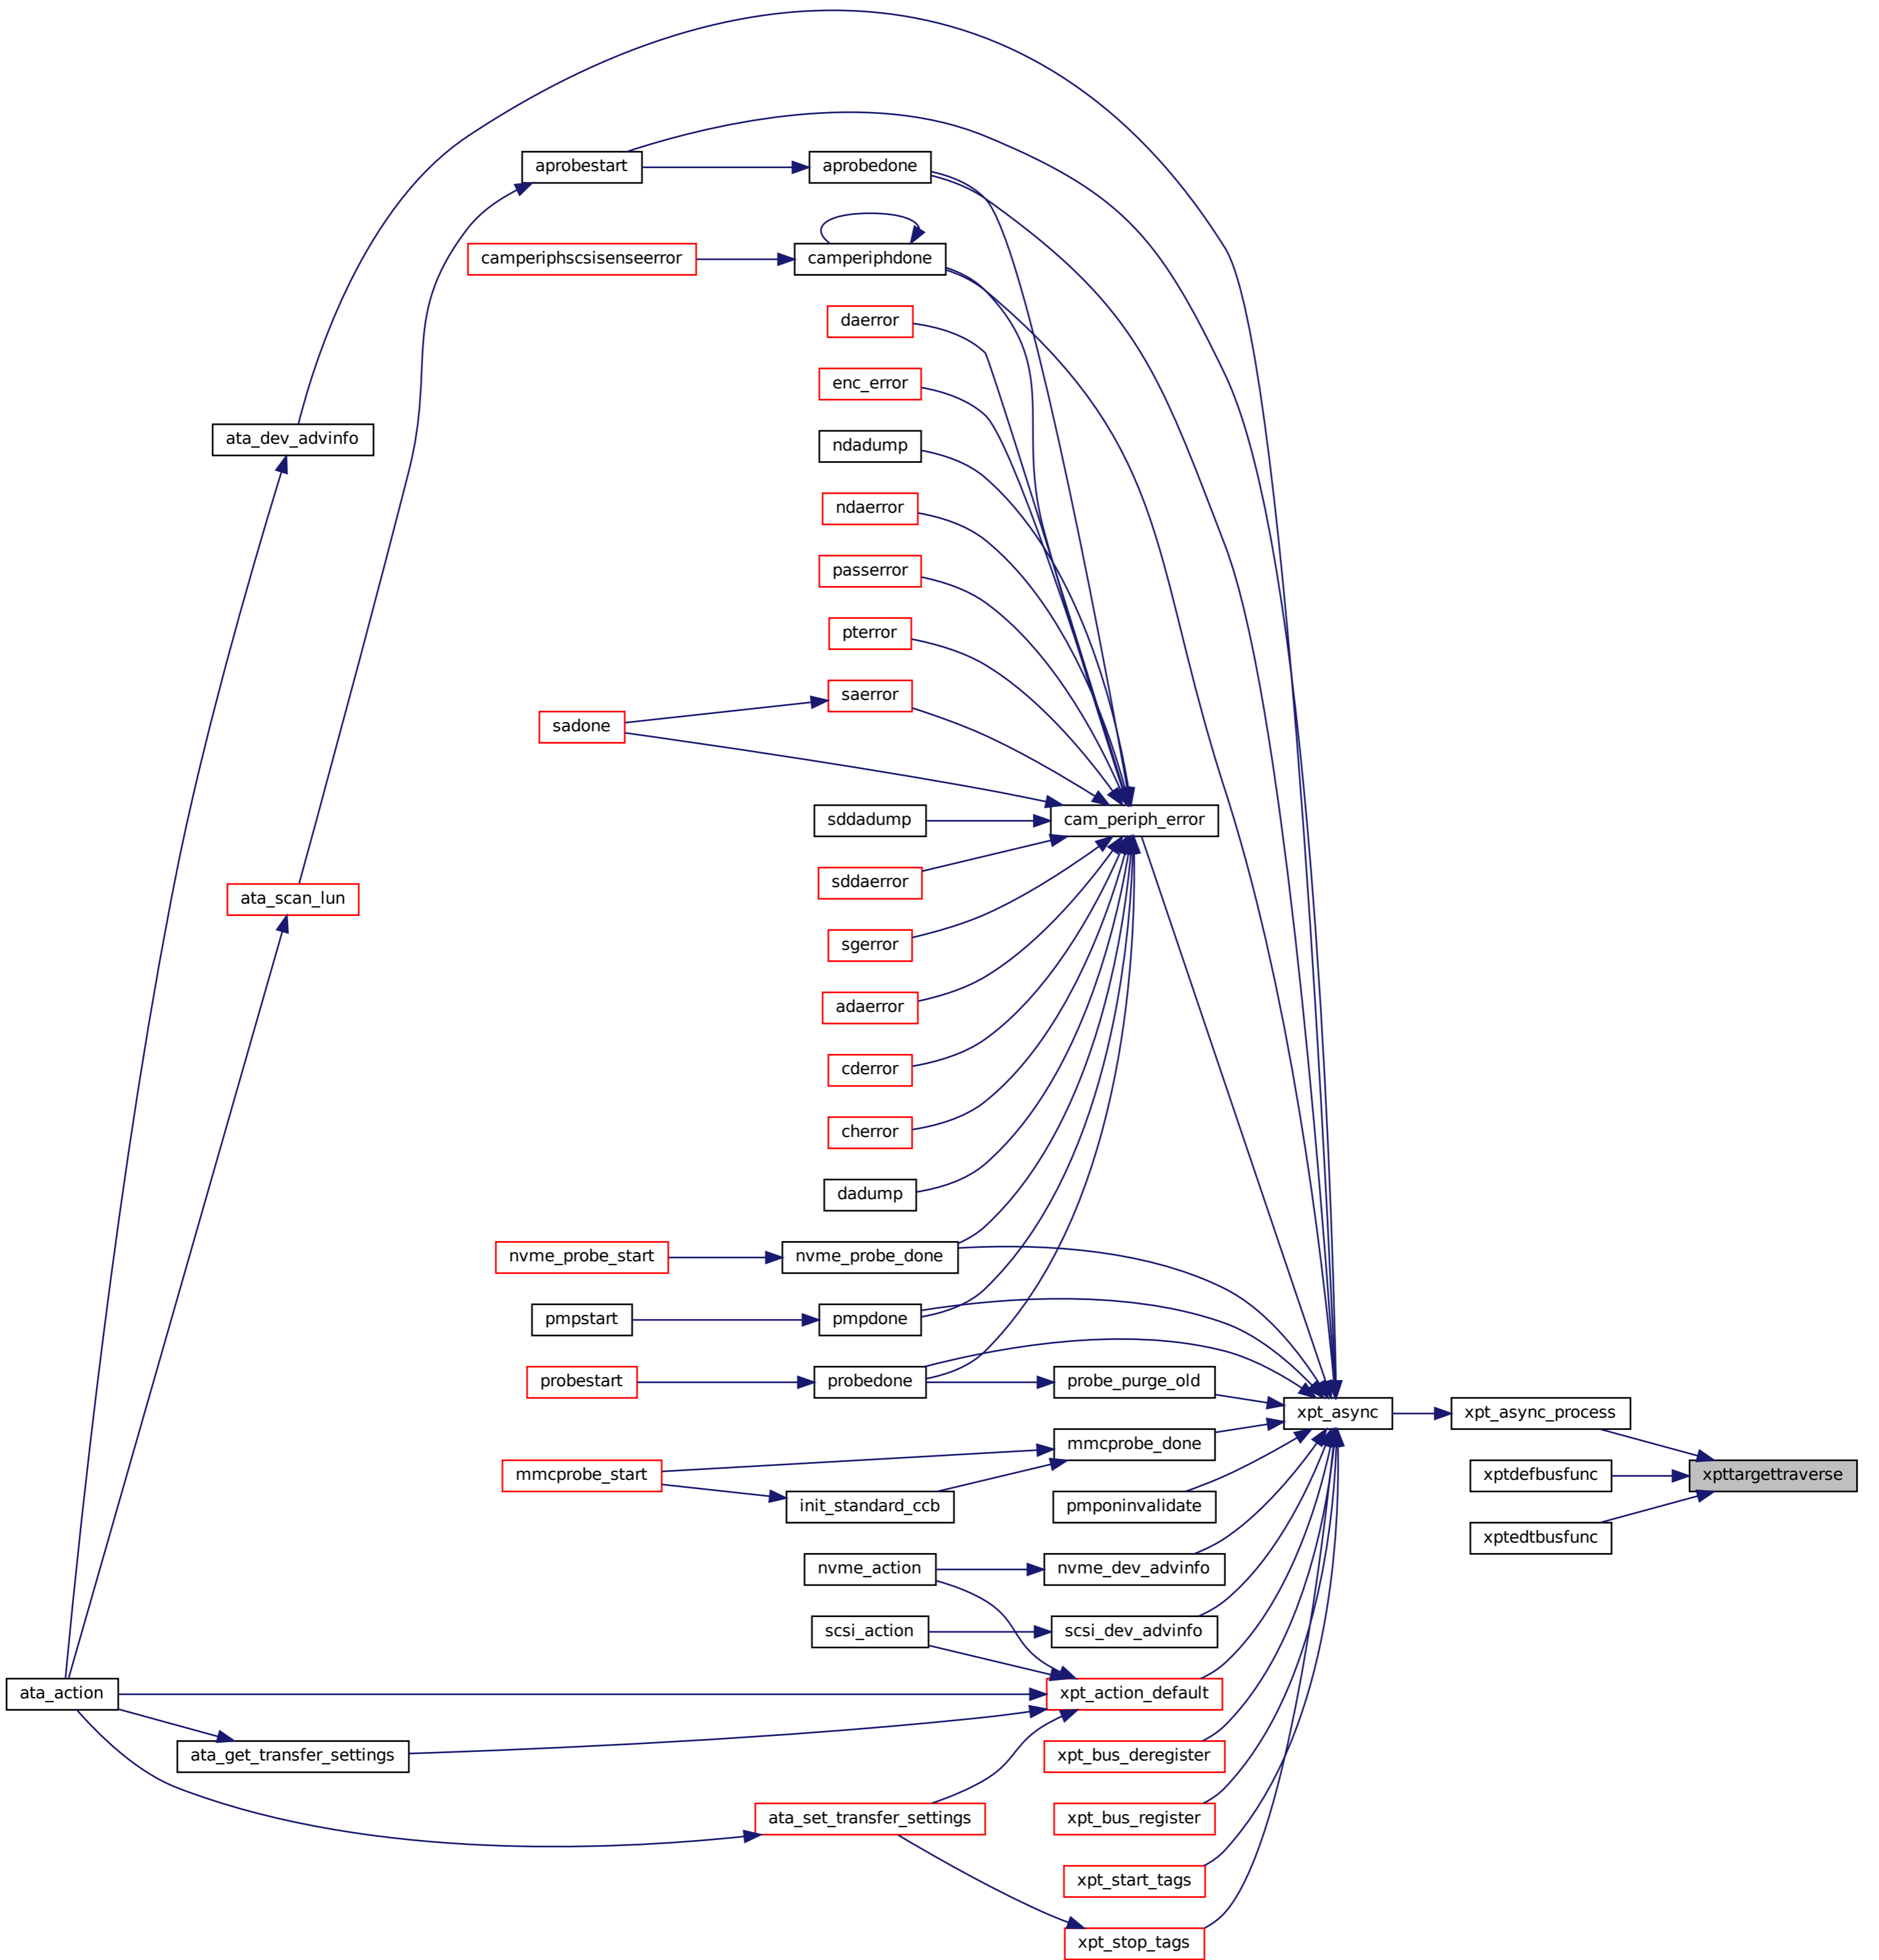 aprobestart
aprobedone
camperiphscsisenseerror
camperiphdone
daerror
enc_error
ata_dev_advinfo
ndadump
ndaerror
passerror
pterror
saerror
sadone
sddadump
cam_periph_error
sddaerror
ata_scan_lun
sgerror
adaerror
cderror
cherror
dadump
nvme_probe_start
nvme_probe_done
pmpstart
pmpdone
probestart
probedone
probe_purge_old
xpt_async
xpt_async_process
mmcprobe_done
mmcprobe_start
xptdefbusfunc
xpttargettraverse
init_standard_ccb
pmponinvalidate
xptedtbusfunc
nvme_action
nvme_dev_advinfo
scsi_action
scsi_dev_advinfo
ata_action
xpt_action_default
ata_get_transfer_settings
xpt_bus_deregister
ata_set_transfer_settings
xpt_bus_register
xpt_start_tags
xpt_stop_tags